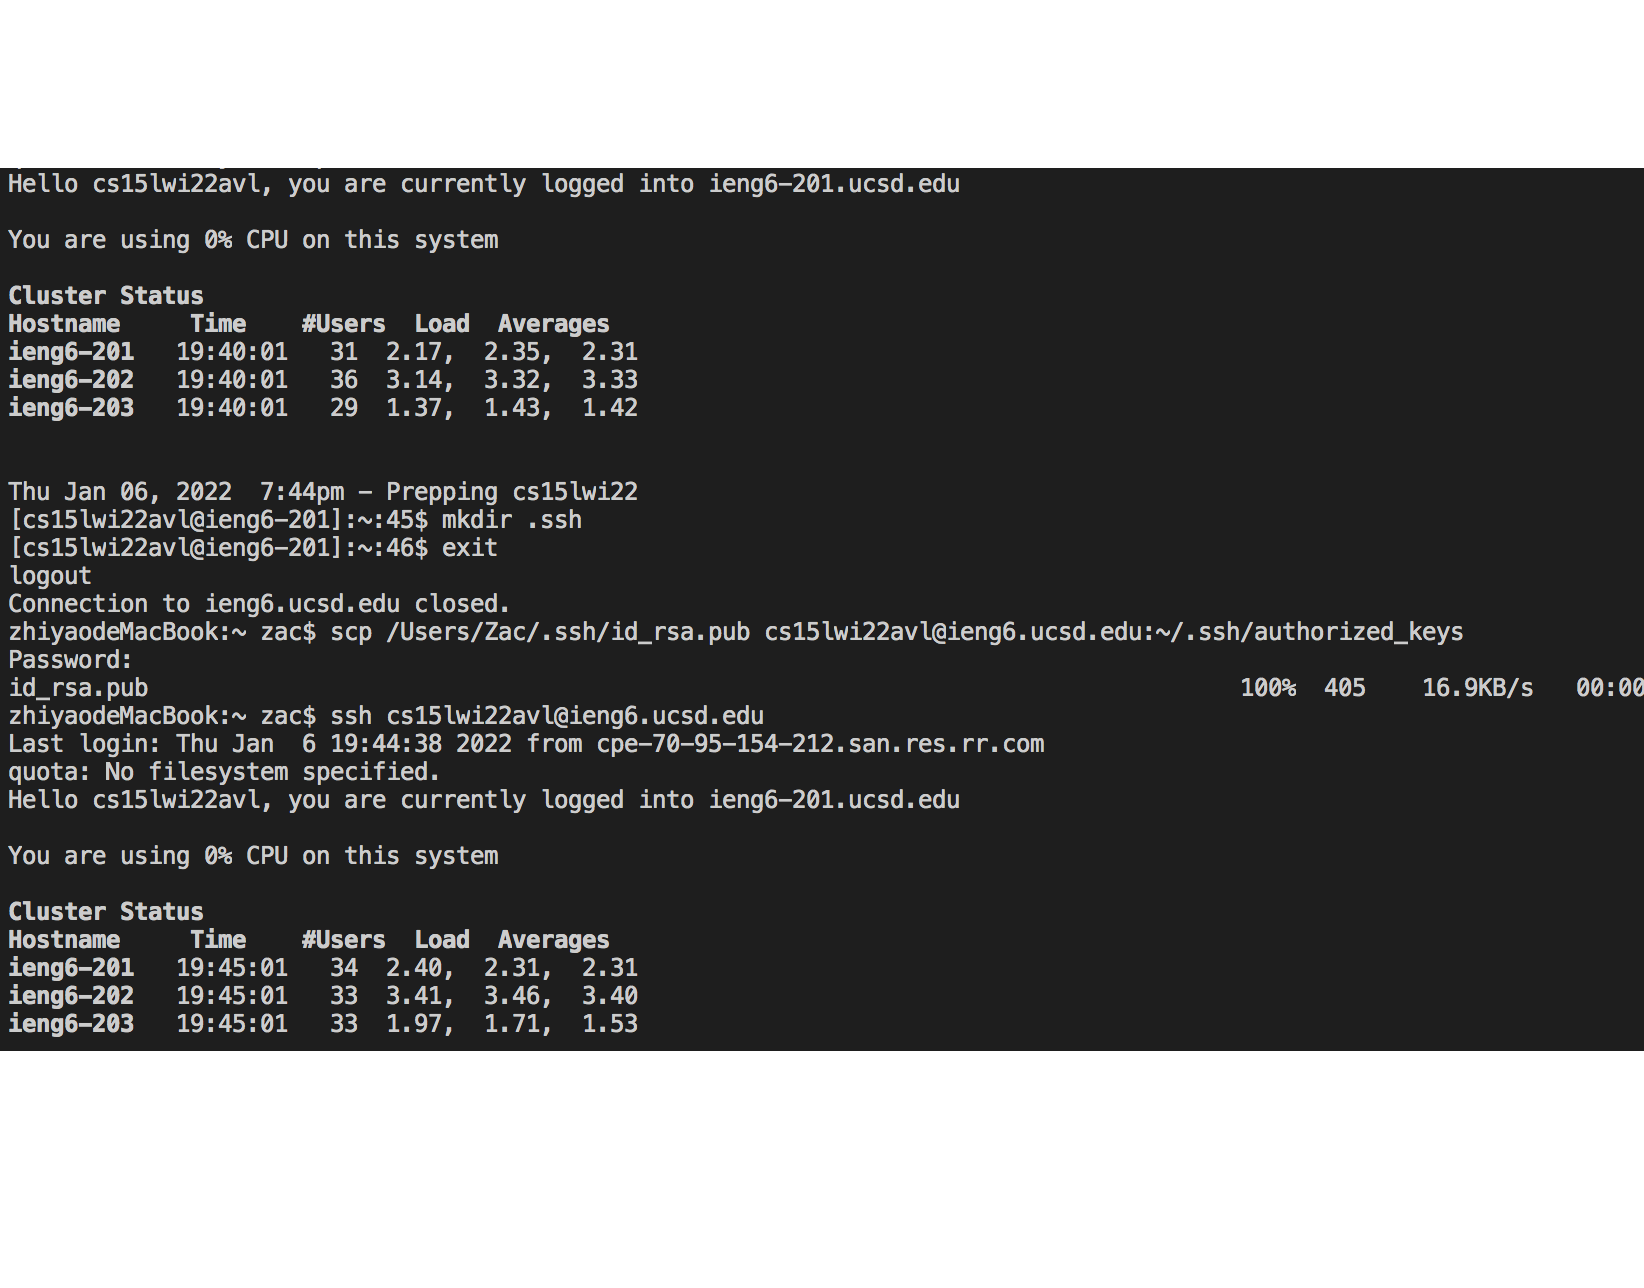 Hello cs15lwi22avl, you are currently logged into ieng6-201.ucsd.edu
You are using 0% CPU on this system
Cluster Status
Hostname     Time    #Users  Load  Averages
ieng6-201   19:40:01   31  2.17,  2.35,  2.31
ieng6-202   19:40:01   36  3.14,  3.32,  3.33
ieng6-203   19:40:01   29  1.37,  1.43,  1.42
Thu Jan 06, 2022  7:44pm - Prepping cs15lwi22
[cs15lwi22avl@ieng6-201]:~:45$ mkdir .ssh
[cs15lwi22avl@ieng6-201]:~:46$ exit
logout
Connection to ieng6.ucsd.edu closed.
zhiyaodeMacBook:~ zac$ scp /Users/Zac/.ssh/id_rsa.pub cs15lwi22avl@ieng6.ucsd.edu:~/.ssh/authorized_keys
Password:
id_rsa.pub                                                                              100%  405    16.9KB/s   00:00
zhiyaodeMacBook:~ zac$ ssh cs15lwi22avl@ieng6.ucsd.edu
Last login: Thu Jan  6 19:44:38 2022 from cpe-70-95-154-212.san.res.rr.com
quota: No filesystem specified.
Hello cs15lwi22avl, you are currently logged into ieng6-201.ucsd.edu
You are using 0% CPU on this system
Cluster Status
Hostname     Time    #Users  Load  Averages
ieng6-201   19:45:01   34  2.40,  2.31,  2.31
ieng6-202   19:45:01   33  3.41,  3.46,  3.40
ieng6-203   19:45:01   33  1.97,  1.71,  1.53